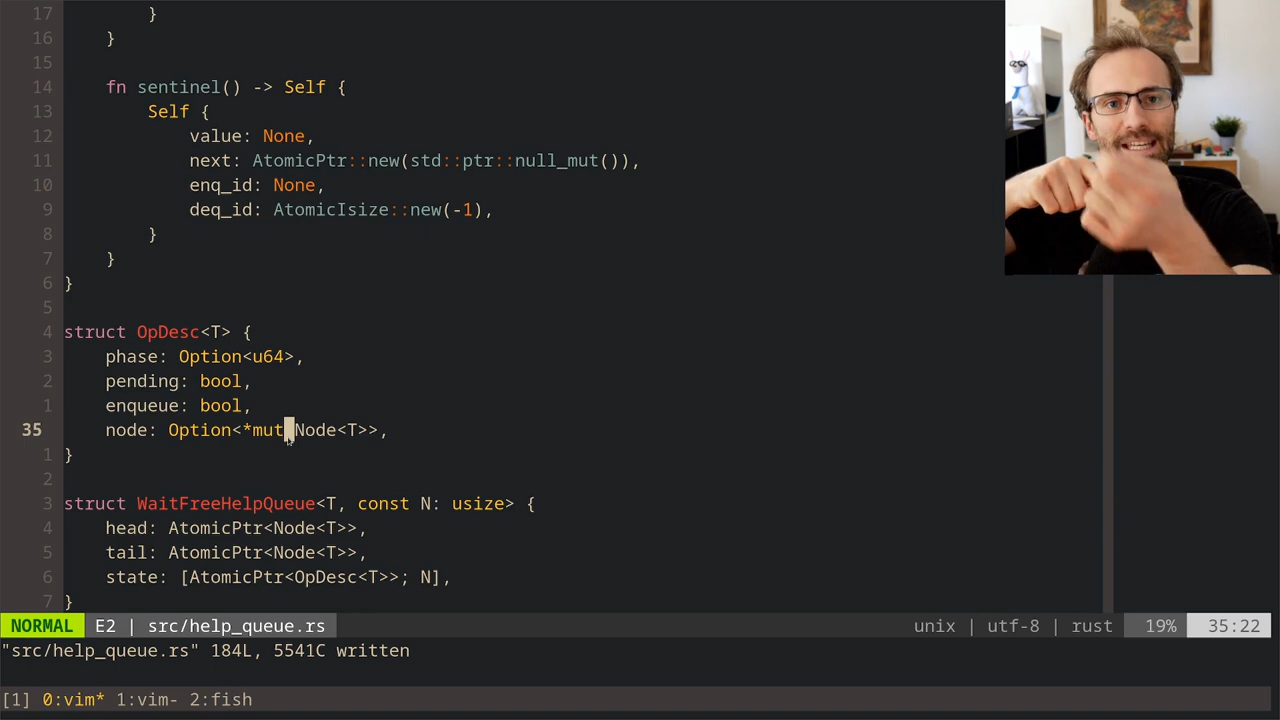 17             }
16         }
15
14         fn sentinel() -> Self {
13             Self {
12                 value: None,
11                 next: AtomicPtr::new(std::ptr::null_mut()),
10                 enq_id: None,
9                 deq_id: AtomicIsize::new(-1),
8             }
7         }
6     }
5
4     struct OpDesc<T> {
3         phase: Option<u64>,
2         pending: bool,
1         enqueue: bool,
35         node: Option<*mut Node<T>>,
1     }
2
3     struct WaitFreeHelpQueue<T, const N: usize> {
4         head: AtomicPtr<Node<T>>,
5         tail: AtomicPtr<Node<T>>,
6         state: [AtomicPtr<OpDesc<T>>; N],
7     }
NORMAL E2 | src/help_queue.rs unix | utf-8 | rust 19% 35:22
"src/help_queue.rs" 184L, 5541C written
[1] 0:vim* 1:vim- 2:fish